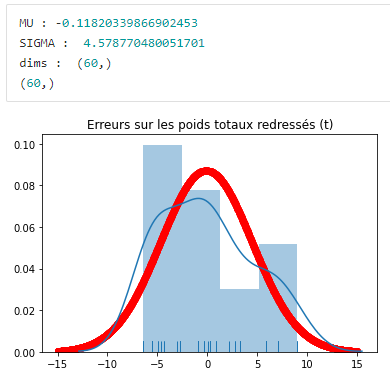 MU : -0.11820339866902453
SIGMA :  4.578770480051701
dims :  (60,)
(60,)
Erreurs sur les poids totaux redressés (t)
0.10
0.08
0.06
0.04
0.02
0.00
−15 −10 −5 0 5 10 15